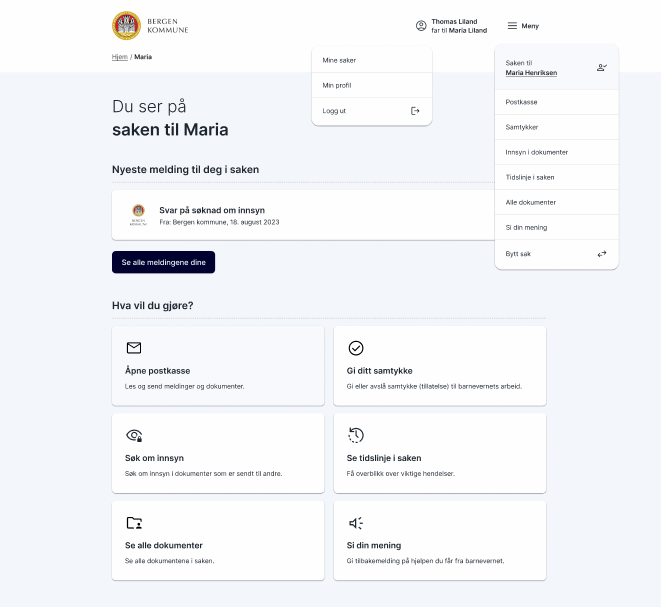 BERGEN
KOMMUNE
Thomas Liland
far til Maria Liland
Meny
Hjem / Maria
Mine saker
Min profil
Logg ut
Saken til
Maria Henriksen
Postkasse
Samtykker
Innsyn i dokumenter
Tidslinje i saken
Alle dokumenter
Si din mening
Bytt sak
Du ser på
saken til Maria
Nyeste melding til deg i saken
BERGEN
KOMMUNE
Svar på søknad om innsyn
Fra: Bergen kommune, 18. august 2023
Se alle meldingene dine
Hva vil du gjøre?
Åpne postkasse
Les og send meldinger og dokumenter.
Gi ditt samtykke
Gi eller avslå samtykke (tillatelse) til barnevernets arbeid.
Søk om innsyn
Søk om innsyn i dokumenter som er sendt til andre.
Se tidslinje i saken
Få overblikk over viktige hendelser.
Se alle dokumenter
Se alle dokumentene i saken.
Si din mening
Gi tilbakemelding på hjelpen du får fra barnevernet.